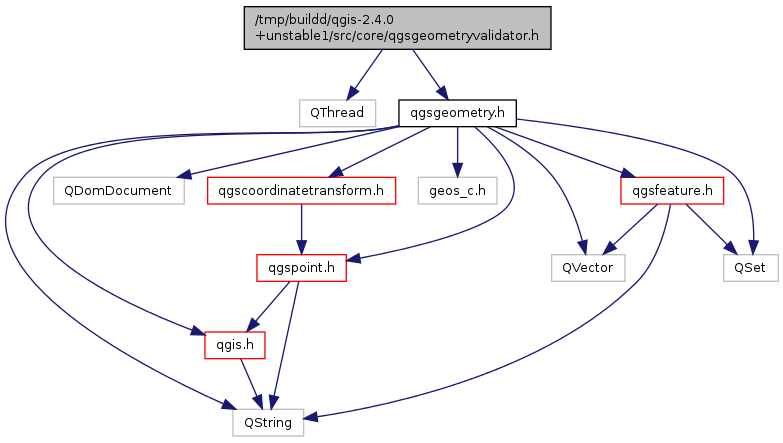 /tmp/buildd/qgis-2.4.0
+unstable1/src/core/qgsgeometryvalidator.h
QThread
qgsgeometry.h
QDomDocument
qgscoordinatetransform.h
geos_c.h
qgsfeature.h
qgspoint.h
QVector
QSet
qgis.h
QString